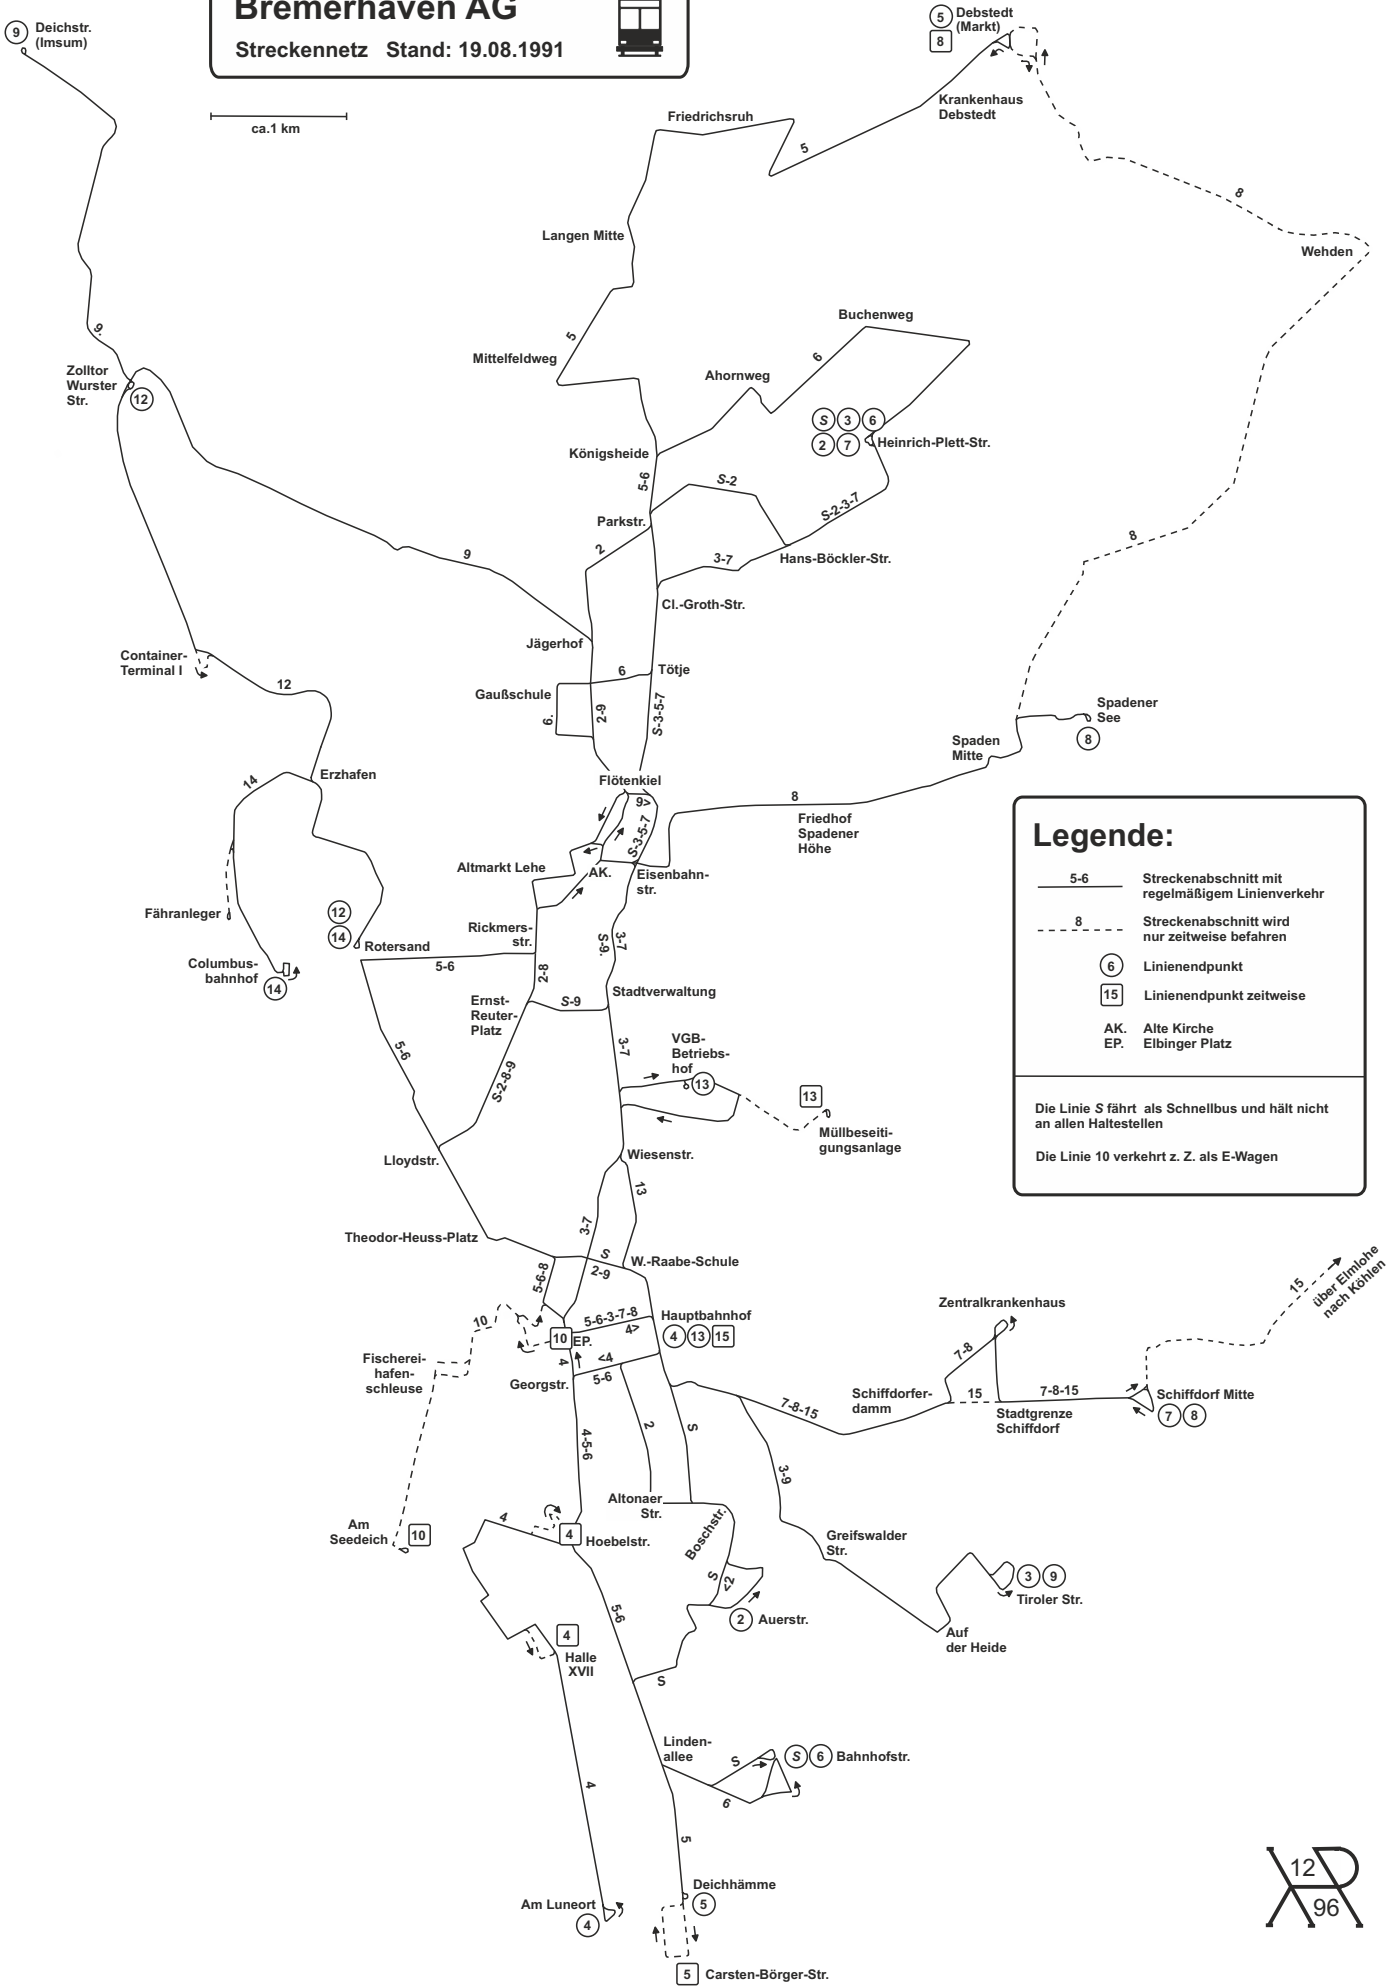 Bremerhaven AG
Streckennetz Stand: 19.08.1991
ca.1 km
9
Deichstr.
(Imsum)
5
Debstedt
(Markt)
8
Krankenhaus
Debstedt
Friedrichsruh
5
8
Wehden
Langen Mitte
5
Mittelfeldweg
Buchenweg
6
Ahornweg
9.
Zolltor
Wurster
Str.
12
S 3 6
2 7
Heinrich-Plett-Str.
Königsheide
5-6
S-2
S-2-3-7
Parkstr.
2
3-7
Hans-Böckler-Str.
8
9
Cl.-Groth-Str.
Jägerhof
Container-
Terminal I
12
6
Tötje
Gaußschule
6.
2-9
S-3-5-7
Spadener
See
8
Spaden
Mitte
Flötenkiel
14
Erzhafen
9>
S-3-5-7
8
Friedhof
Spadener
Höhe
Altmarkt Lehe
AK.
Eisenbahn-
str.
Fähranleger
12
14
Rotersand
Rickmers-
str.
S-9.
3-7
5-6
2-8
Columbus-
bahnhof
14
Stadtverwaltung
S-9
Ernst-
Reuter-
Platz
5-6
3-7
VGB-
Betriebs-
hof
13
13
Müllbeseiti-
gungsanlage
S-2-8-9
Lloydstr.
Wiesenstr.
13
3-7
Theodor-Heuss-Platz
S
2-9
W.-Raabe-Schule
5-6-8
10
10
EP.
5-6-3-7-8
4>
Hauptbahnhof
4 13 15
<4
5-6
4
Fischerei-
hafen-
schleuse
Georgstr.
Zentralkrankenhaus
7-8
15
über Elmlohe
nach Köhlen
7-8-15
Schiffdorfer-
damm
15
7-8-15
Stadtgrenze
Schiffdorf
Schiffdorf Mitte
7 8
4-5-6
2
S
3-9
Altonaer
Str.
Boschstr.
Am
Seedeich
10
4
4
Hoebelstr.
Greifswalder
Str.
S
<2
2
Auerstr.
3 9
Tiroler Str.
Auf
der Heide
5-6
4
Halle
XVII
S
Linden-
allee
S
S 6
Bahnhofstr.
6
4
5
Deichhämme
5
Am Luneort
4
5
Carsten-Börger-Str.
Legende:
5-6
Streckenabschnitt mit
regelmäßigem Linienverkehr
8
Streckenabschnitt wird
nur zeitweise befahren
6
Linienendpunkt
15
Linienendpunkt zeitweise
AK. Alte Kirche
EP. Elbinger Platz
Die Linie S fährt als Schnellbus und hält nicht
an allen Haltestellen
Die Linie 10 verkehrt z. Z. als E-Wagen
12
96